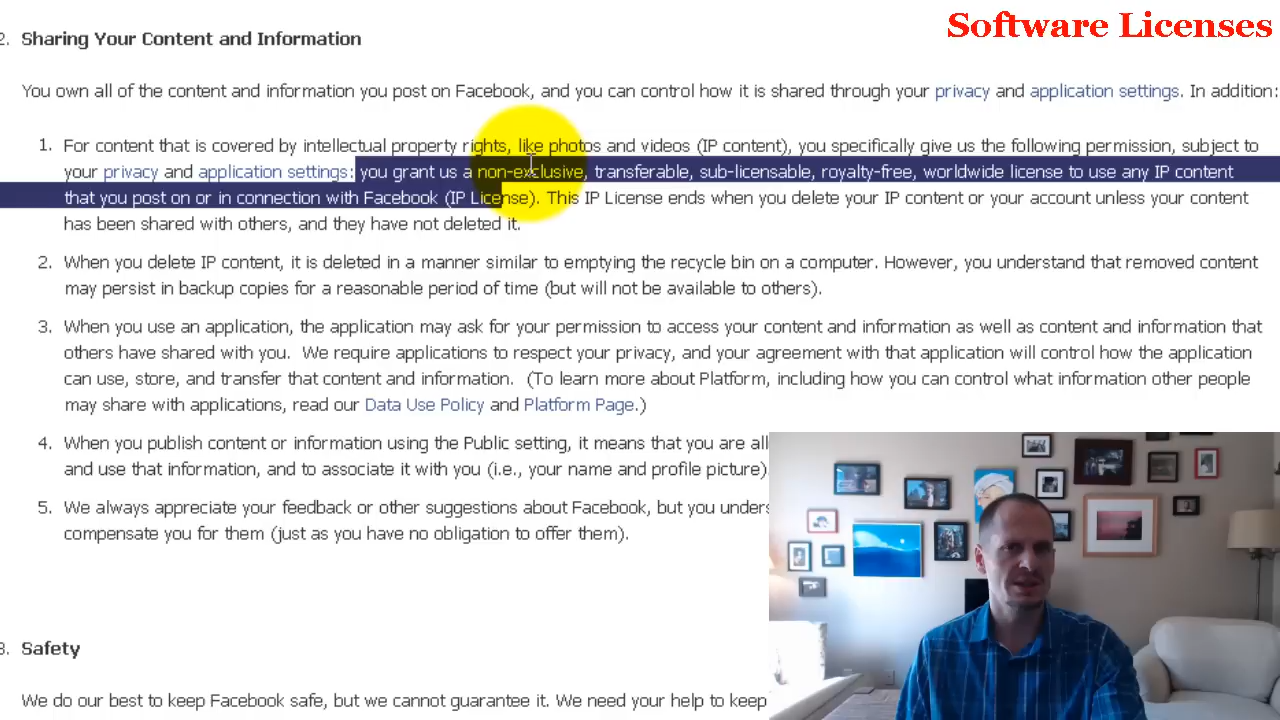 Software Licenses
2. Sharing Your Content and Information
You own all of the content and information you post on Facebook, and you can control how it is shared through your privacy and application settings. In addition:
1. For content that is covered by intellectual property rights, like photos and videos (IP content), you specifically give us the following permission, subject to
your privacy and application settings: you grant us a non-exclusive, transferable, sub-licensable, royalty-free, worldwide license to use any IP content
that you post on or in connection with Facebook (IP License). This IP License ends when you delete your IP content or your account unless your content
has been shared with others, and they have not deleted it.
2. When you delete IP content, it is deleted in a manner similar to emptying the recycle bin on a computer. However, you understand that removed content
may persist in backup copies for a reasonable period of time (but will not be available to others).
3. When you use an application, the application may ask for your permission to access your content and information as well as content and information that
others have shared with you. We require applications to respect your privacy, and your agreement with that application will control how the application
can use, store, and transfer that content and information. (To learn more about Platform, including how you can control what information other people
may share with applications, read our Data Use Policy and Platform Page.)
4. When you publish content or information using the Public setting, it means that you are all
and use that information, and to associate it with you (i.e., your name and profile picture)
5. We always appreciate your feedback or other suggestions about Facebook, but you unders
compensate you for them (just as you have no obligation to offer them).
3. Safety
We do our best to keep Facebook safe, but we cannot guarantee it. We need your help to keep